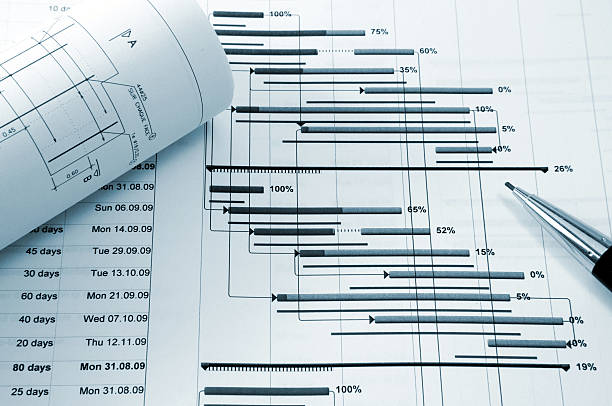 10
100%
75%
60%
35%
0%
10%
5%
0%
26%
A
SUR CHAQUE FACE
0.45
0.60
B
Mon 31.08.09 100%
Sun 06.09.09 65%
days Mon 14.09.09 52%
45 days Tue 29.09.09 15%
30 days Tue 13.10.09 0%
60 days Mon 21.09.09 5%
40 days Wed 07.10.09 0%
20 days Thu 12.11.09 0%
80 days Mon 31.08.09 19%
25 days Mon 31.08.09 100%